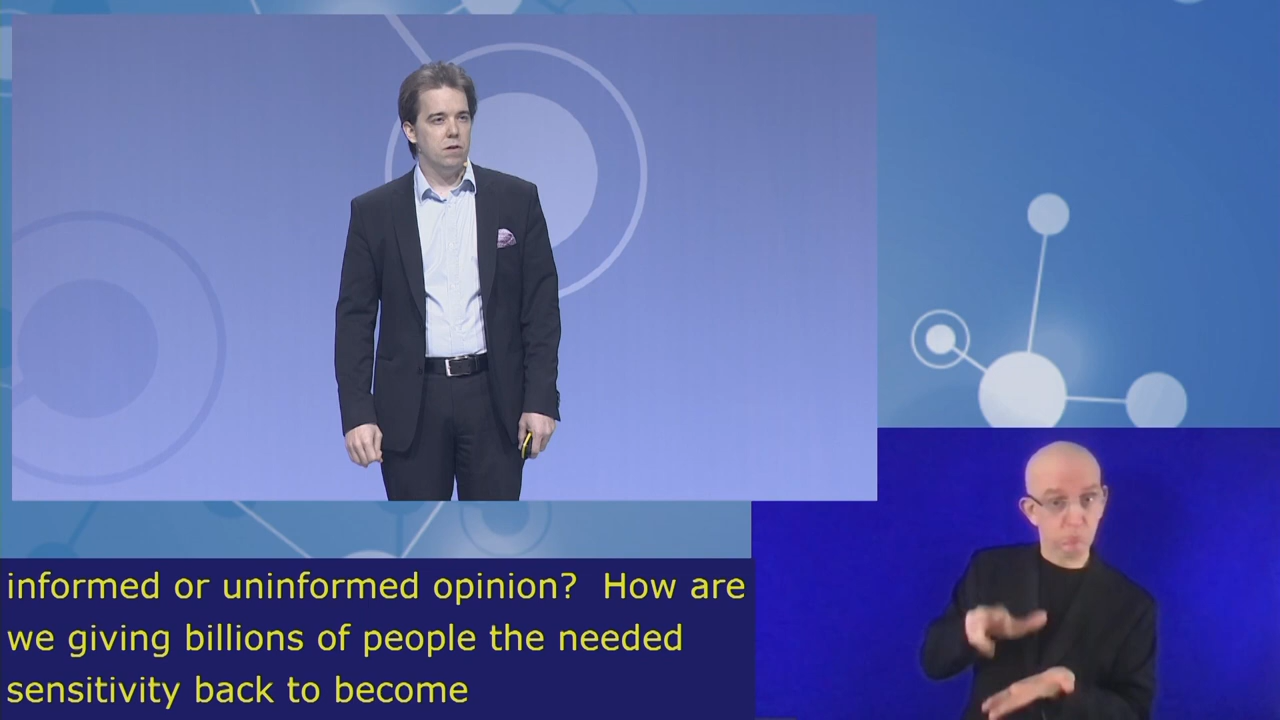 informed or uninformed opinion?  How are
we giving billions of people the needed
sensitivity back to become